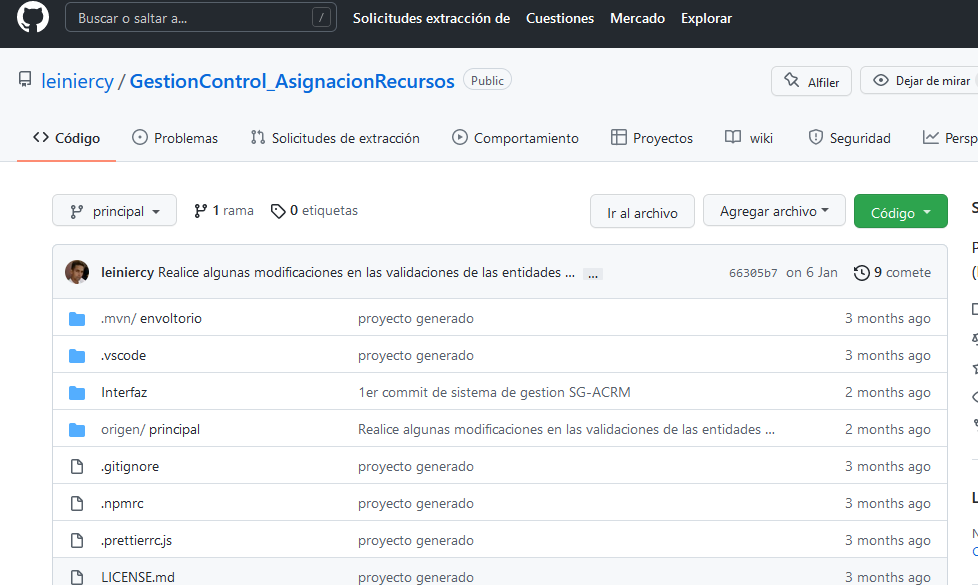 Buscar o saltar a... / Solicitudes extracción de Cuestiones Mercado Explorar
leiniercy / GestionControl_AsignacionRecursos Public Alfiler Dejar de mirar
Código Problemas Solicitudes de extracción Comportamiento Proyectos wiki Seguridad Persp
principal 1 rama 0 etiquetas Ir al archivo Agregar archivo Código
leiniercy Realice algunas modificaciones en las validaciones de las entidades ... ... 66305b7 on 6 Jan 9 comete
.mvn/ envoltorio proyecto generado 3 months ago
.vscode proyecto generado 3 months ago
Interfaz 1er commit de sistema de gestion SG-ACRM 2 months ago
origen/ principal Realice algunas modificaciones en las validaciones de las entidades ... 2 months ago
.gitignore proyecto generado 3 months ago
.npmrc proyecto generado 3 months ago
.prettierrc.js proyecto generado 3 months ago
LICENSE.md proyecto generado 3 months ago